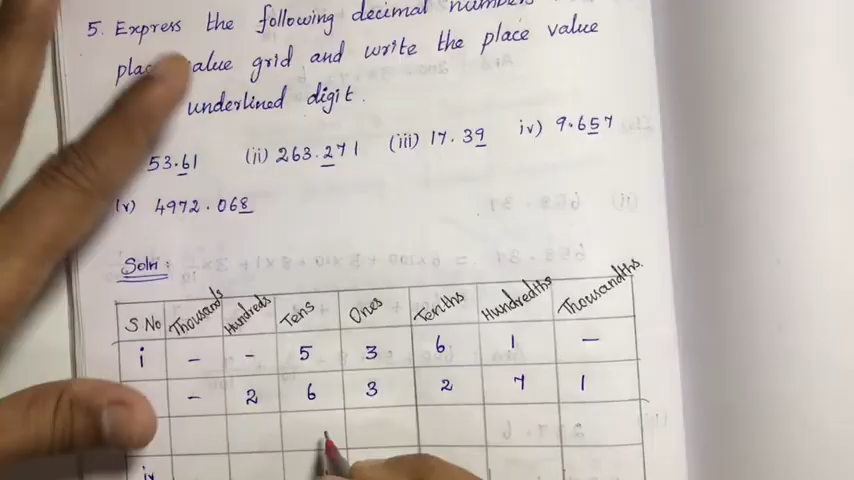 5. Express the following decimal numbers
value grid and write the place value
underlined digit.
53.61 (ii) 263.271 (iii) 17.39 iv) 9.657
(v) 4972.068
Soln:
S No Thousands Hundreds Tens Ones Tenths Hundredths Thousandths.
i - - 5 3 6 1 -
- 2 6 3 2 7 1
iv